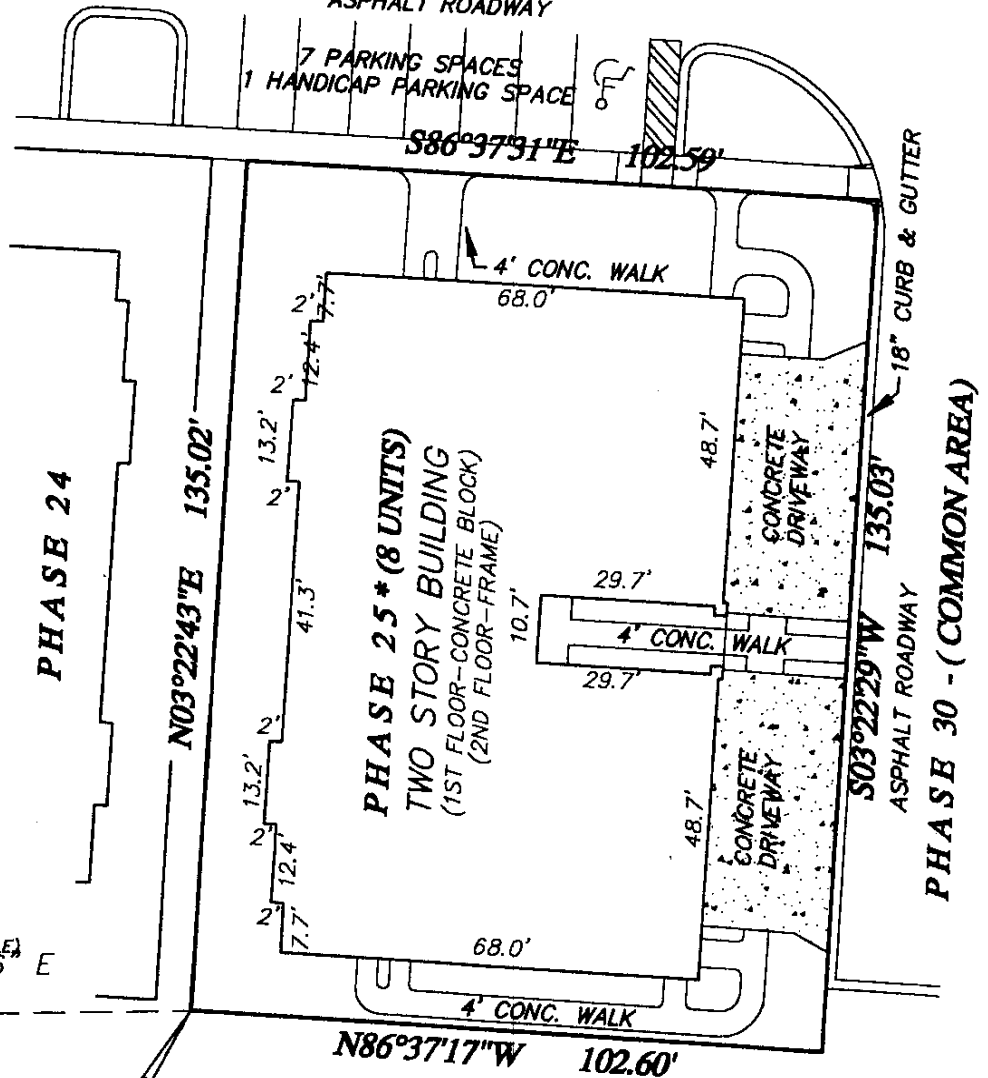 ASPHALT ROADWAY
7 PARKING SPACES
1 HANDICAP PARKING SPACE
S86°37'31"E 102.59'
18" CURB & GUTTER
4' CONC. WALK
68.0'
2'
7.7'
12.4'
2'
13.2'
2'
48.7'
CONCRETE
DRIVEWAY
PHASE 24
N03°22'43"E 135.02'
41.3'
PHASE 25* (8 UNITS)
TWO STORY BUILDING
(1ST FLOOR-CONCRETE BLOCK)
(2ND FLOOR-FRAME)
10.7'
29.7'
4' CONC. WALK
29.7'
S03°22'29"W 135.03'
ASPHALT ROADWAY
PHASE 30 - (COMMON AREA)
2'
13.2'
2'
12.4'
2'
7.7'
48.7'
CONCRETE
DRIVEWAY
68.0'
4' CONC. WALK
N86°37'17"W 102.60'
E